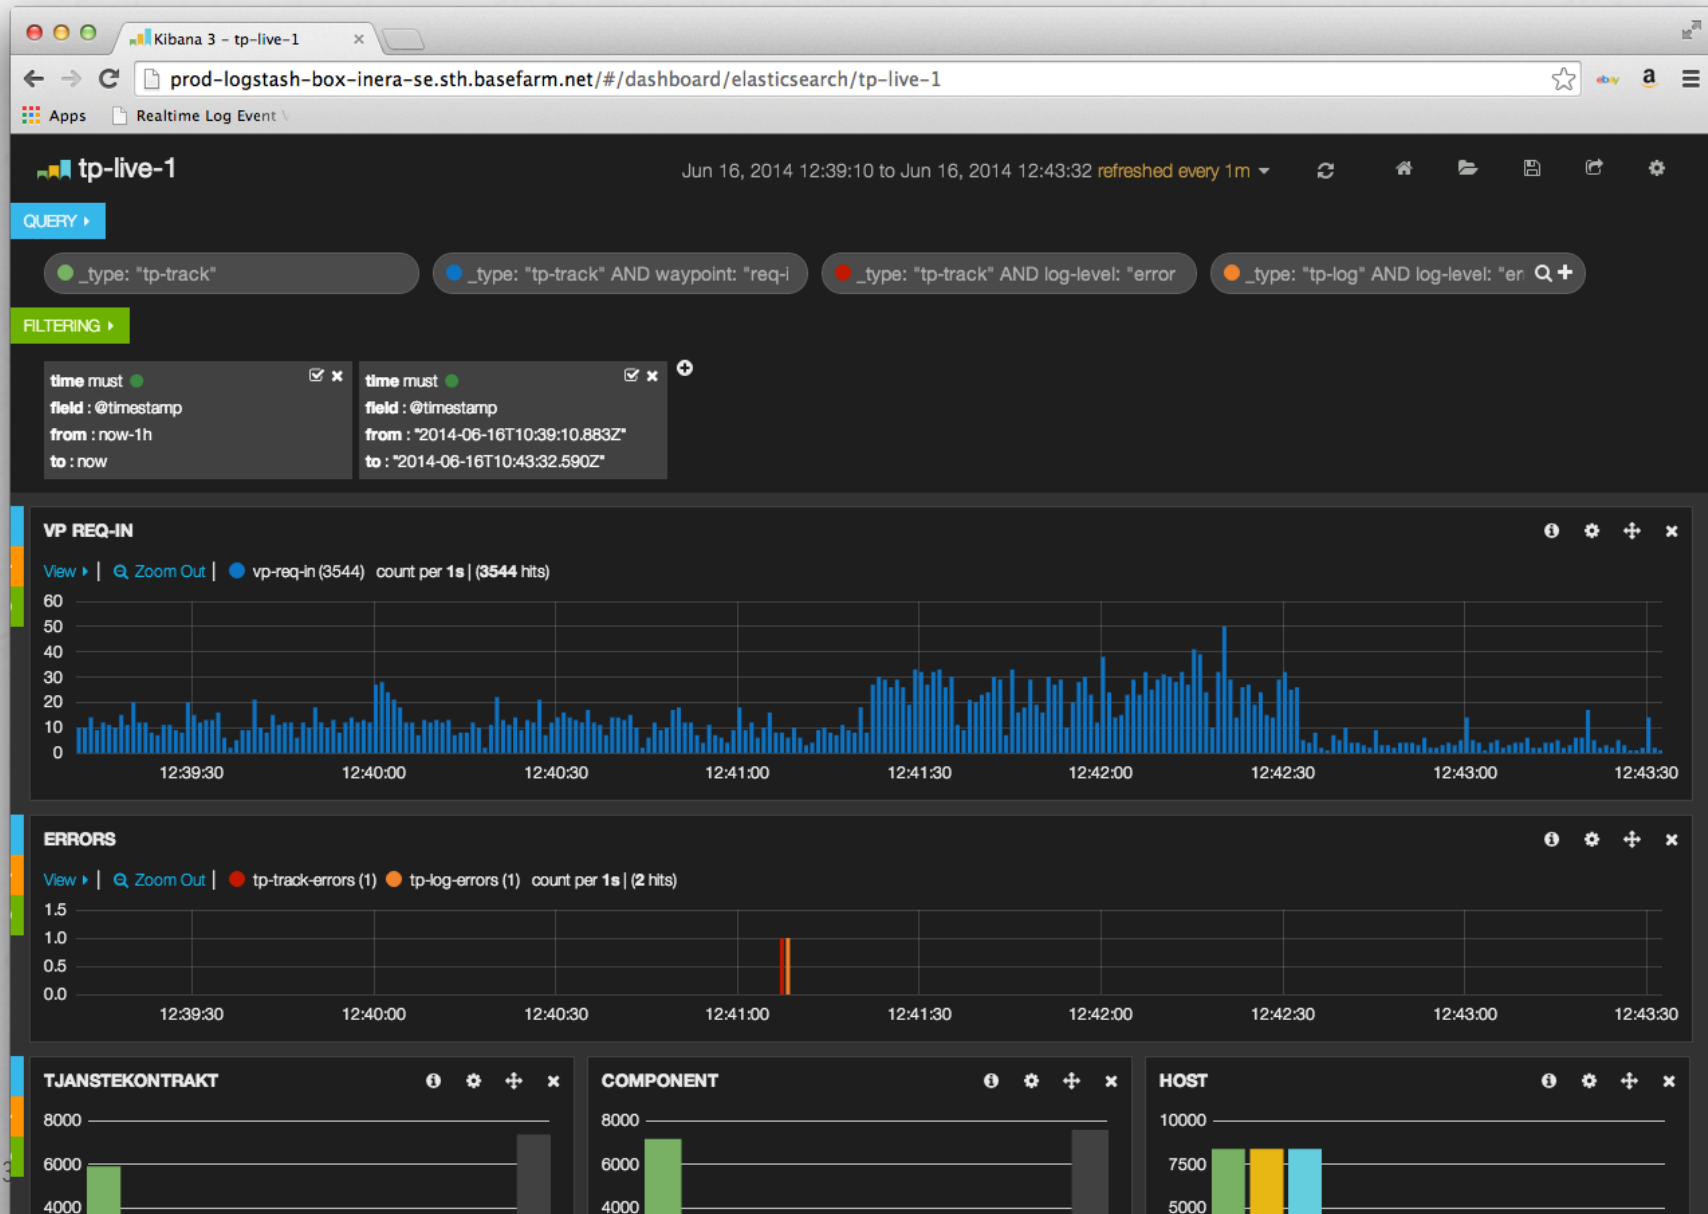 Kibana 3 - tp-live-1
prod-logstash-box-inera-se.sth.basefarm.net/#/dashboard/elasticsearch/tp-live-1
ebay a
Apps Realtime Log Event
tp-live-1
Jun 16, 2014 12:39:10 to Jun 16, 2014 12:43:32 refreshed every 1m
QUERY
_type: "tp-track"
_type: "tp-track" AND waypoint: "req-i
_type: "tp-track" AND log-level: "error
_type: "tp-log" AND log-level: "er
FILTERING
time must
field : @timestamp
from : now-1h
to : now
time must
field : @timestamp
from : "2014-06-16T10:39:10.883Z"
to : "2014-06-16T10:43:32.590Z"
VP REQ-IN
View | Zoom Out | vp-req-in (3544) count per 1s | (3544 hits)
60
50
40
30
20
10
0
12:39:30 12:40:00 12:40:30 12:41:00 12:41:30 12:42:00 12:42:30 12:43:00 12:43:30
ERRORS
View | Zoom Out | tp-track-errors (1) tp-log-errors (1) count per 1s | (2 hits)
1.5
1.0
0.5
0.0
12:39:30 12:40:00 12:40:30 12:41:00 12:41:30 12:42:00 12:42:30 12:43:00 12:43:30
TJANSTEKONTRAKT
8000
6000
4000
COMPONENT
8000
6000
4000
HOST
10000
7500
5000